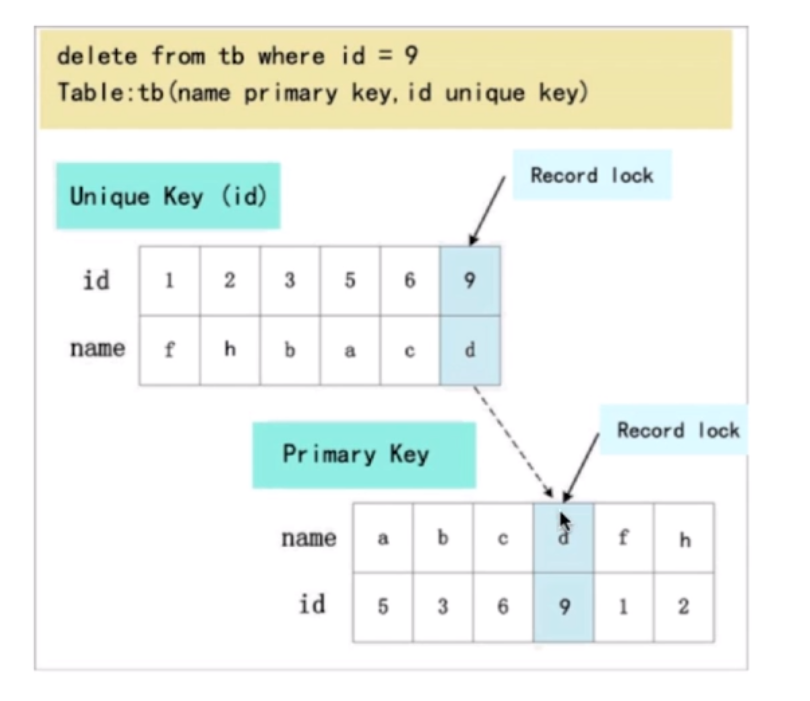 delete from tb where id = 9
Table:tb(name primary key,id unique key)
Record lock
Unique Key (id)
id 1 2 3 5 6 9
name f h b a c d
Record lock
Primary Key
name a b c d f h
id 5 3 6 9 1 2